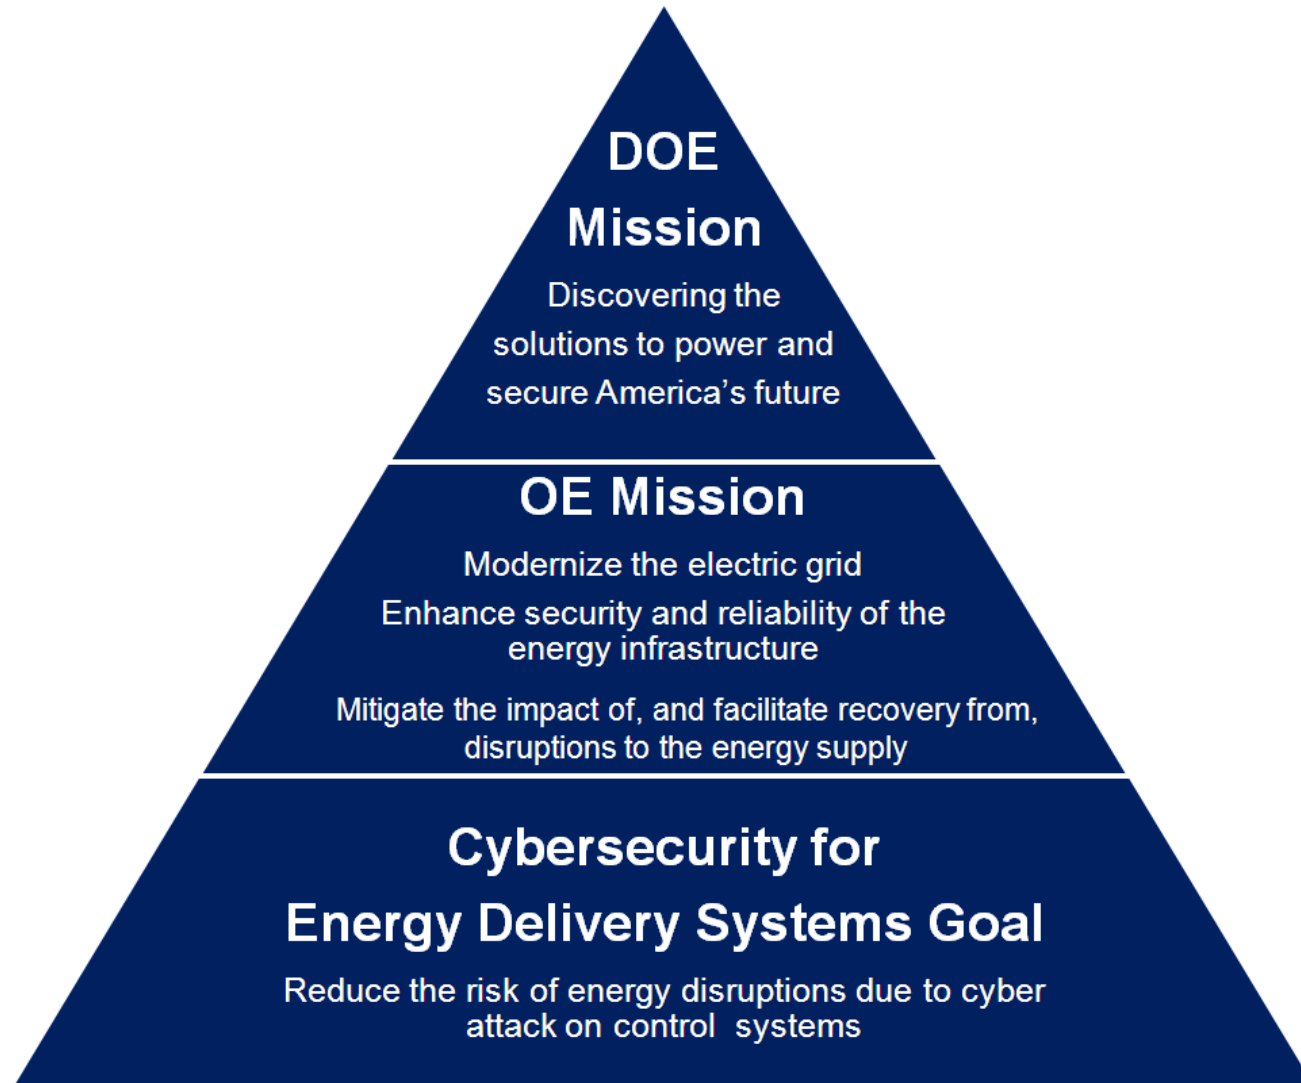 DOE
Mission
Discovering the
solutions to power and
secure America's future
OE Mission
Modernize the electric grid
Enhance security and reliability of the
energy infrastructure
Mitigate the impact of, and facilitate recovery from,
disruptions to the energy supply
Cybersecurity for
Energy Delivery Systems Goal
Reduce the risk of energy disruptions due to cyber
attack on control systems